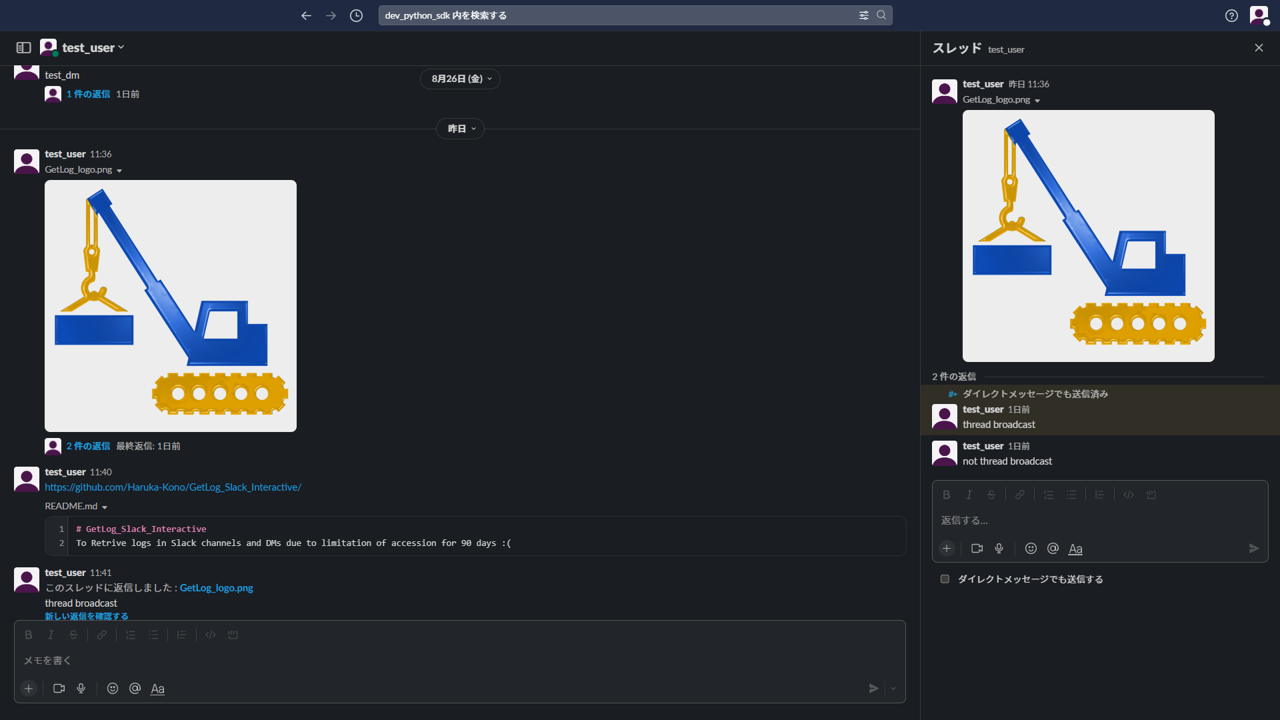 dev_python_sdk 内を検索する
test_user
test_dm
1 件の返信 1日前
8月26日 (金)
昨日
test_user 11:36
GetLog_logo.png
2 件の返信 最終返信: 1日前
test_user 11:40
https://github.com/Haruka-Kono/GetLog_Slack_Interactive/
README.md
1 # GetLog_Slack_Interactive
2 To Retrive logs in Slack channels and DMs due to limitation of accession for 90 days :(
test_user 11:41
このスレッドに返信しました : GetLog_logo.png
thread broadcast
新しい返信を確認する
B I S
メモを書く
Aa
スレッド test_user
test_user 昨日 11:36
GetLog_logo.png
2 件の返信
ダイレクトメッセージでも送信済み
test_user 1日前
thread broadcast
test_user 1日前
not thread broadcast
B I S
返信する...
Aa
ダイレクトメッセージでも送信する